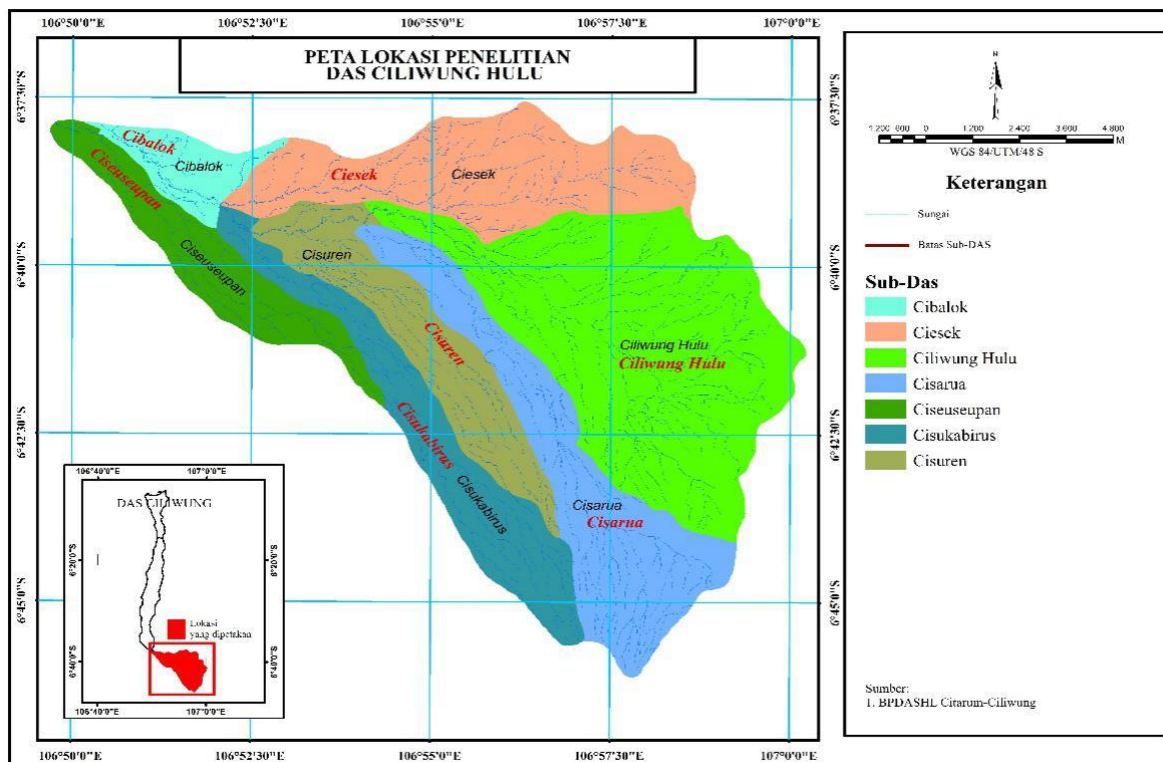 106°50'0"E 106°52'30"E 106°55'0"E 106°57'30"E 107°0'0"E
PETA LOKASI PENELITIAN
DAS CILIWUNG HULU
6°37'30"S 6°37'30"S
6°40'0"S 6°40'0"S
6°42'30"S 6°42'30"S
6°45'0"S 6°45'0"S
Cibalok
Cibalok
Ciseuseupan
Ciseuseupan
Ciesek
Ciesek
Cisuren
Cisuren
Ciliwung Hulu
Ciliwung Hulu
Cisukabirus
Cisukabirus
Cisarua
Cisarua
106°40'0"E 107°0'0"E
DAS CILIWUNG
6°20'0"S 6°20'0"S
Lokasi
yang dipetakan
6°40'0"S 6°40'0"S
106°40'0"E 107°0'0"E
106°50'0"E 106°52'30"E 106°55'0"E 106°57'30"E 107°0'0"E
N
1.200 600 0 1.200 2.400 3.600 4.800
M
WGS 84/UTM/48 S
Keterangan
Sungai
Batas Sub-DAS
Sub-Das
Cibalok
Ciesek
Ciliwung Hulu
Cisarua
Ciseuseupan
Cisukabirus
Cisuren
Sumber:
1. BPDASHL Citarum-Ciliwung